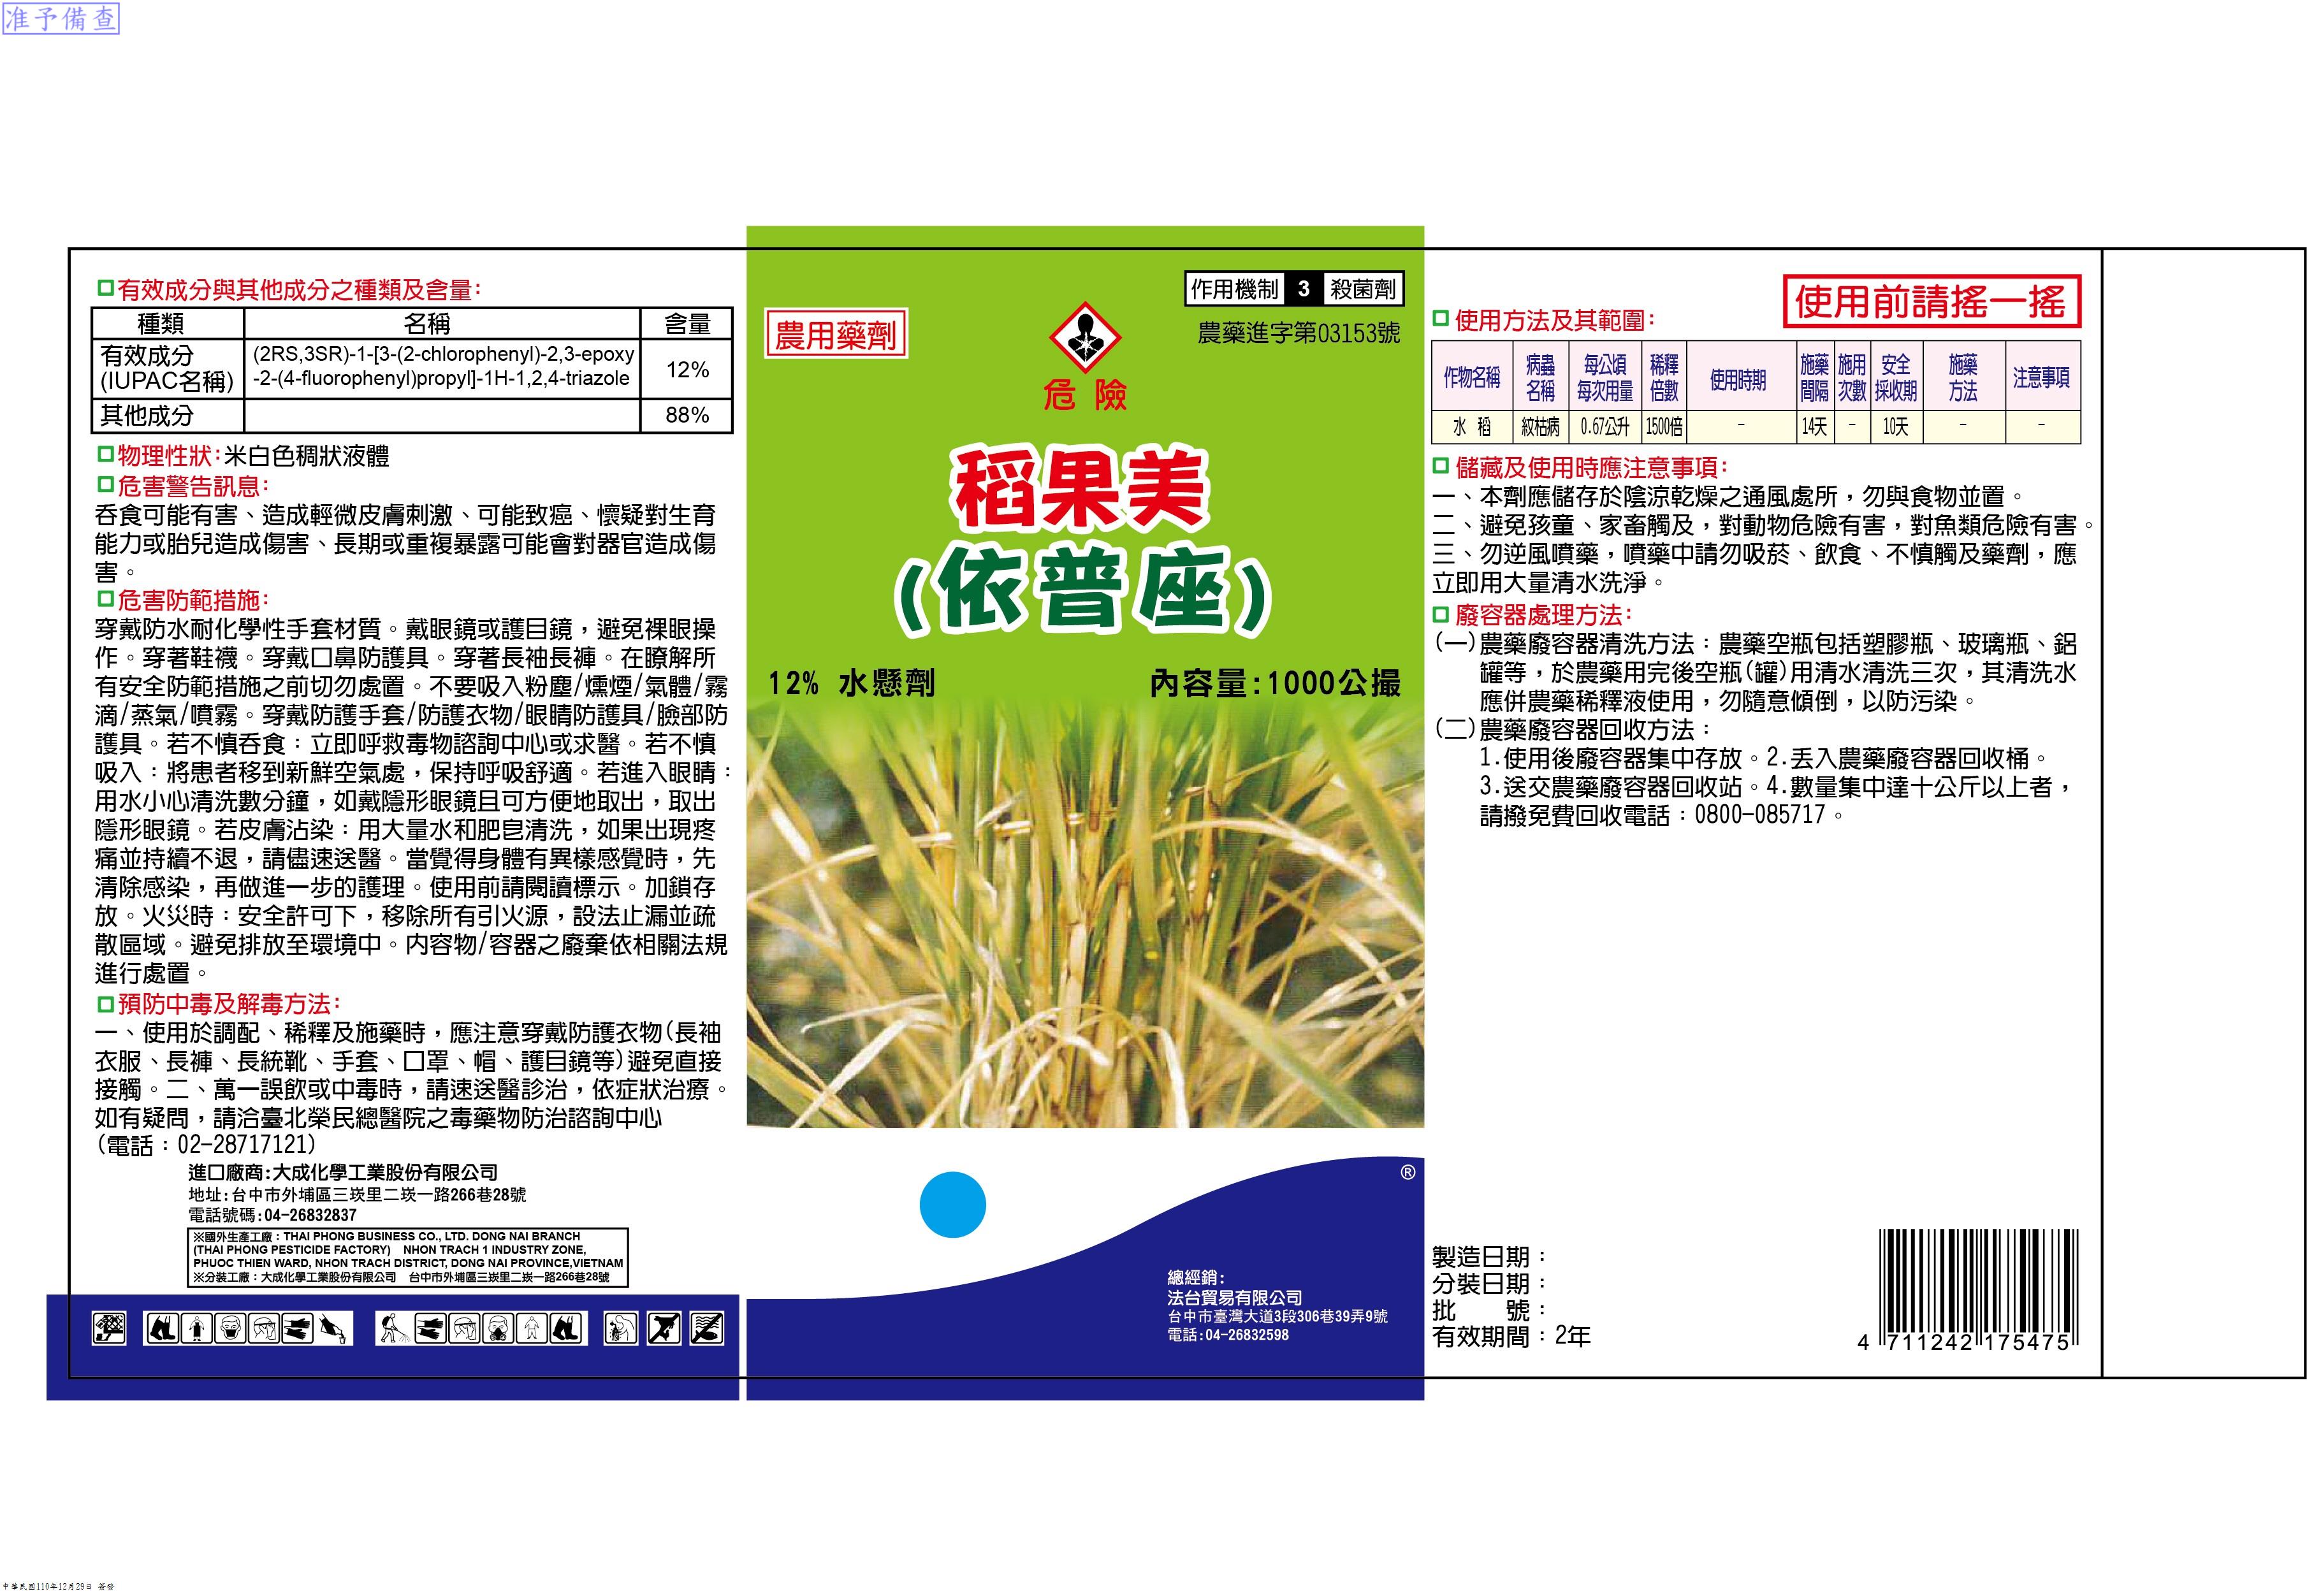 准予備查
有效成分與其他成分之種類及含量:
種類 名稱 含量
有效成分 (2RS,3SR)-1-[3-(2-chlorophenyl)-2,3-epoxy 12%
(IUPAC名稱) -2-(4-fluorophenyl)propyl]-1H-1,2,4-triazole
其他成分 88%
物理性狀:米白色稠狀液體
危害警告訊息:
吞食可能有害、造成輕微皮膚刺激、可能致癌、懷疑對生育
能力或胎兒造成傷害、長期或重複暴露可能會對器官造成傷
害。
危害防範措施:
穿戴防水耐化學性手套材質。戴眼鏡或護目鏡，避免裸眼操
作。穿著鞋襪。穿戴口鼻防護具。穿著長袖長褲。在瞭解所
有安全防範措施之前切勿處置。不要吸入粉塵/燻煙/氣體/霧
滴/蒸氣/噴霧。穿戴防護手套/防護衣物/眼睛防護具/臉部防
護具。若不慎吞食：立即呼救毒物諮詢中心或求醫。若不慎
吸入：將患者移到新鮮空氣處，保持呼吸舒適。若進入眼睛：
用水小心清洗數分鐘，如戴隱形眼鏡且可方便地取出，取出
隱形眼鏡。若皮膚沾染：用大量水和肥皂清洗，如果出現疼
痛並持續不退，請儘速送醫。當覺得身體有異樣感覺時，先
清除感染，再做進一步的護理。使用前請閱讀標示。加鎖存
放。火災時：安全許可下，移除所有引火源，設法止漏並疏
散區域。避免排放至環境中。內容物/容器之廢棄依相關法規
進行處置。
預防中毒及解毒方法:
一、使用於調配、稀釋及施藥時，應注意穿戴防護衣物(長袖
衣服、長褲、長統靴、手套、口罩、帽、護目鏡等)避免直接
接觸。二、萬一誤飲或中毒時，請速送醫診治，依症狀治療。
如有疑問，請洽臺北榮民總醫院之毒藥物防治諮詢中心
(電話：02-28717121)
進口廠商:大成化學工業股份有限公司
地址:台中市外埔區三崁里二崁一路266巷28號
電話號碼:04-26832837
※國外生產工廠：THAI PHONG BUSINESS CO., LTD. DONG NAI BRANCH
(THAI PHONG PESTICIDE FACTORY) NHON TRACH 1 INDUSTRY ZONE,
PHUOC THIEN WARD, NHON TRACH DISTRICT, DONG NAI PROVINCE,VIETNAM
※分裝工廠：大成化學工業股份有限公司 台中市外埔區三崁里二崁一路266巷28號
作用機制 3 殺菌劑
農藥進字第03153號
農用藥劑
危險
稻果美
(依普座)
12% 水懸劑 內容量:1000公撮
®
總經銷:
法台貿易有限公司
台中市臺灣大道3段306巷39弄9號
電話:04-26832598
使用前請搖一搖
使用方法及其範圍:
作物名稱 病蟲名稱 每公頃每次用量 稀釋倍數 使用時期 施藥間隔 施用次數 安全採收期 施藥方法 注意事項
水 稻 紋枯病 0.67公升 1500倍 - 14天 - 10天 - -
儲藏及使用時應注意事項:
一、本劑應儲存於陰涼乾燥之通風處所，勿與食物並置。
二、避免孩童、家畜觸及，對動物危險有害，對魚類危險有害。
三、勿逆風噴藥，噴藥中請勿吸菸、飲食、不慎觸及藥劑，應
立即用大量清水洗淨。
廢容器處理方法:
(一)農藥廢容器清洗方法：農藥空瓶包括塑膠瓶、玻璃瓶、鋁
罐等，於農藥用完後空瓶(罐)用清水清洗三次，其清洗水
應併農藥稀釋液使用，勿隨意傾倒，以防污染。
(二)農藥廢容器回收方法：
1.使用後廢容器集中存放。2.丟入農藥廢容器回收桶。
3.送交農藥廢容器回收站。4.數量集中達十公斤以上者，
請撥免費回收電話：0800-085717。
製造日期：
分裝日期：
批 號：
有效期間：2年
4 711242 175475
中華民國110年12月29日 簽發